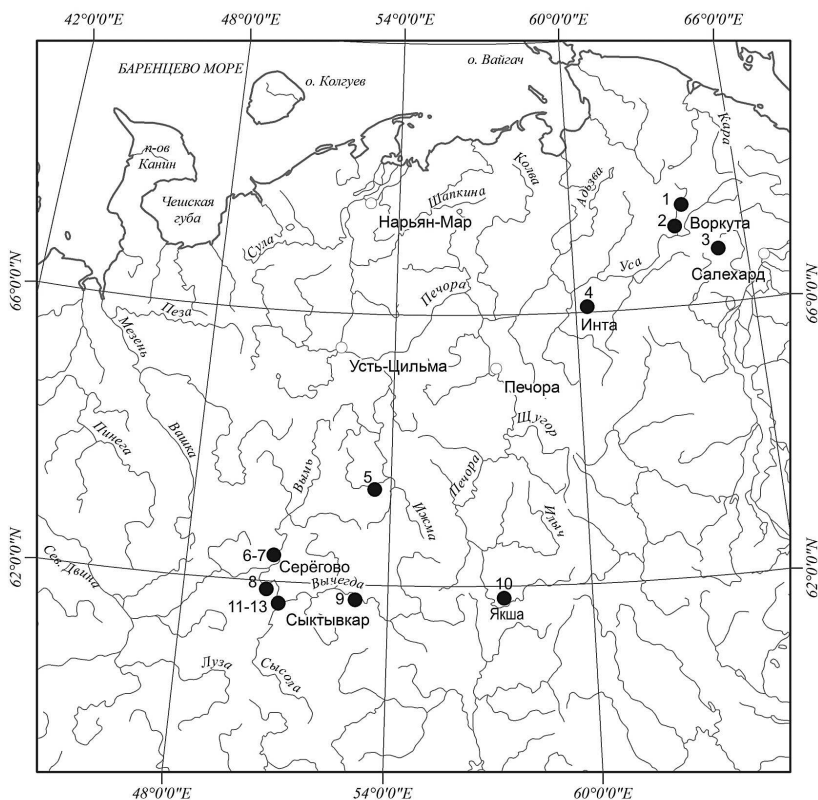 42°0'0"E 48°0'0"E 54°0'0"E 60°0'0"E 66°0'0"E
БАРЕНЦЕВО МОРЕ
о. Вайгач
о. Колгуев
Кара
п-ов
Канин
Колва
Адьзва
Шапкина
Чешская
губа
1
Нарьян-Мар
2
Воркута
3
Сула
Уса
Салехард
66°0'0"N
66°0'0"N
Печора
4
Пеза
Инта
Мезень
Усть-Цильма
Печора
Щугор
Пинега
Вашка
Вымь
5
Печора
Ижма
Илыч
6-7
Серёгово
62°0'0"N
62°0'0"N
Сев. Двина
8
Вычегда
9
10
11-13
Сыктывкар
Якша
Луза
Сысола
48°0'0"E 54°0'0"E 60°0'0"E